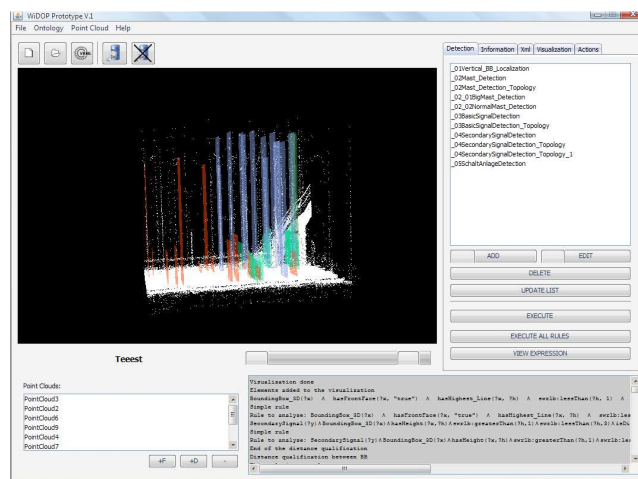 WiDOP Prototype V.1
File Ontology Point Cloud Help
Detection Information Xml Visualization Actions
_01Vertical_BB_Localization
_02Mast_Detection
_02Mast_Detection_Topology
_02_01BigMast_Detection
_02_02NormalMast_Detection
_03BasicSignalDetection
_03BasicSignalDetection_Topology
_04SecondarySignalDetection
_04SecondarySignalDetection_Topology
_04SecondarySignalDetection_Topology_1
_05SchaltAnlageDetection
ADD EDIT
DELETE
UPDATE LIST
EXECUTE
EXECUTE ALL RULES
VIEW EXPRESSION
Teeest
Point Clouds:
PointCloud3
PointCloud2
PointCloud6
PointCloud9
PointCloud4
PointCloud7
+F +D -
Visualisation done
Elements added to the visualization
BoundingBox_3D(?x) ∧ hasFrontFace(?x, "true") ∧ hasHighest_Line(?x, ?h) ∧ swrlb:lessThan(?h, 1) ∧
Simple rule
Rule to analyse: BoundingBox_3D(?x) ∧ hasFrontFace(?x, "true") ∧ hasHighest_Line(?x, ?h) ∧ swrlb:les
SecondarySignal(?y)∧BoundingBox_3D(?x)∧hasHeight(?x,?h)∧swrlb:greaterThan(?h,1)∧swrlb:lessThan(?h,3)∧isDi
Simple rule
Rule to analyse: SecondarySignal(?y)∧BoundingBox_3D(?x)∧hasHeight(?x,?h)∧swrlb:greaterThan(?h,1)∧swrlb:le
End of the distance qualification
Distance qualification between BB